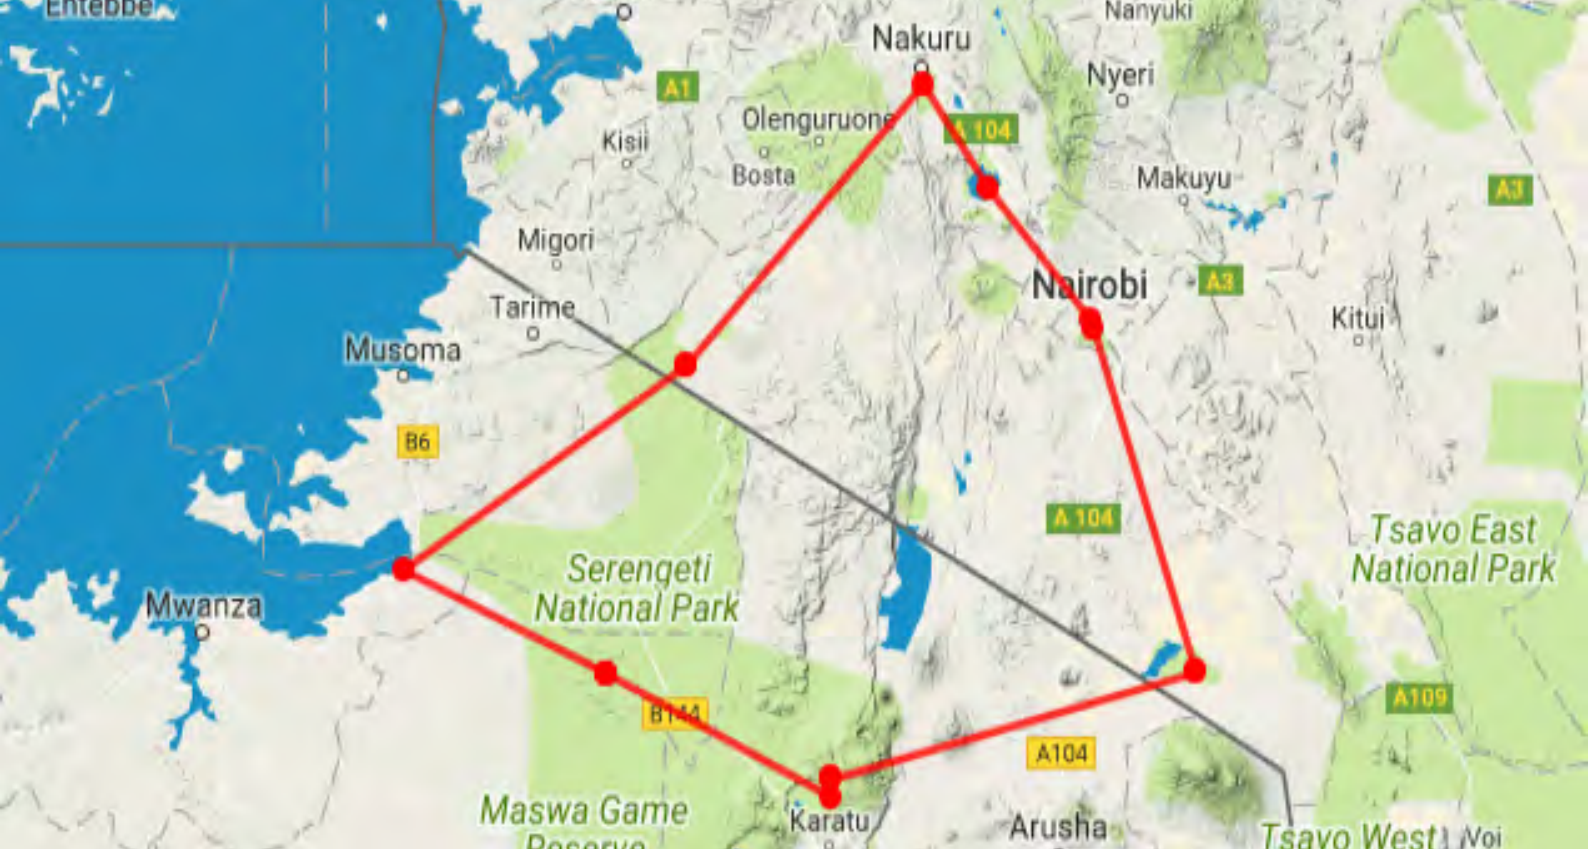 Entebbe
Nanyuki
Nakuru
Nyeri
A1
Olenguruone
A 104
Kisii
Bosta
Makuyu
A3
Migori
Nairobi
A3
Tarime
Kitui
Musoma
B6
A 104
Tsavo East
National Park
Serengeti
National Park
Mwanza
B144
A109
A104
Maswa Game
Reserve
Karatu
Arusha
Tsavo West
Voi